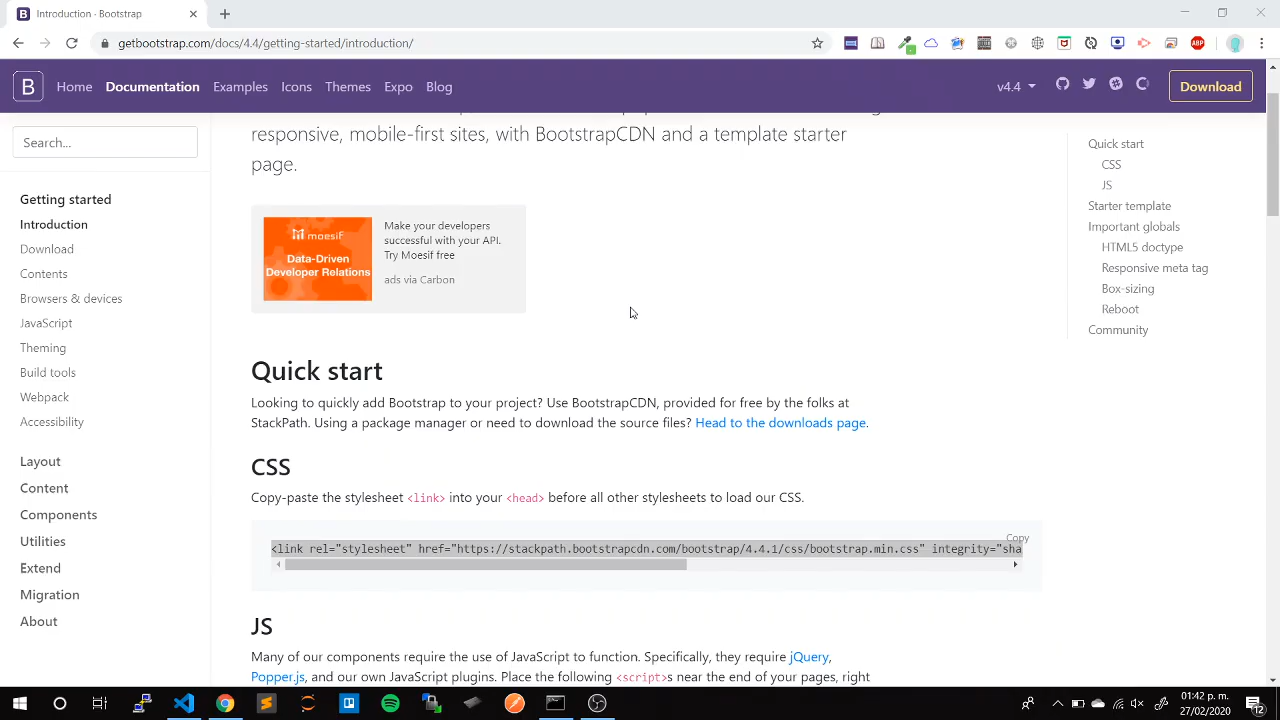 Introduction · Bootstrap
getbootstrap.com/docs/4.4/getting-started/introduction/
B Home Documentation Examples Icons Themes Expo Blog v4.4 Download
Search...
Getting started
Introduction
Download
Contents
Browsers & devices
JavaScript
Theming
Build tools
Webpack
Accessibility
Layout
Content
Components
Utilities
Extend
Migration
About
responsive, mobile-first sites, with BootstrapCDN and a template starter
page.
moesif
Data-Driven
Developer Relations
Make your developers
successful with your API.
Try Moesif free
ads via Carbon
Quick start
Looking to quickly add Bootstrap to your project? Use BootstrapCDN, provided for free by the folks at
StackPath. Using a package manager or need to download the source files? Head to the downloads page.
CSS
Copy-paste the stylesheet <link> into your <head> before all other stylesheets to load our CSS.
Copy
<link rel="stylesheet" href="https://stackpath.bootstrapcdn.com/bootstrap/4.4.1/css/bootstrap.min.css" integrity="sha
JS
Many of our components require the use of JavaScript to function. Specifically, they require jQuery,
Popper.js, and our own JavaScript plugins. Place the following <script>s near the end of your pages, right
Quick start
CSS
JS
Starter template
Important globals
HTML5 doctype
Responsive meta tag
Box-sizing
Reboot
Community
ABP
01:42 p. m.
27/02/2020
12